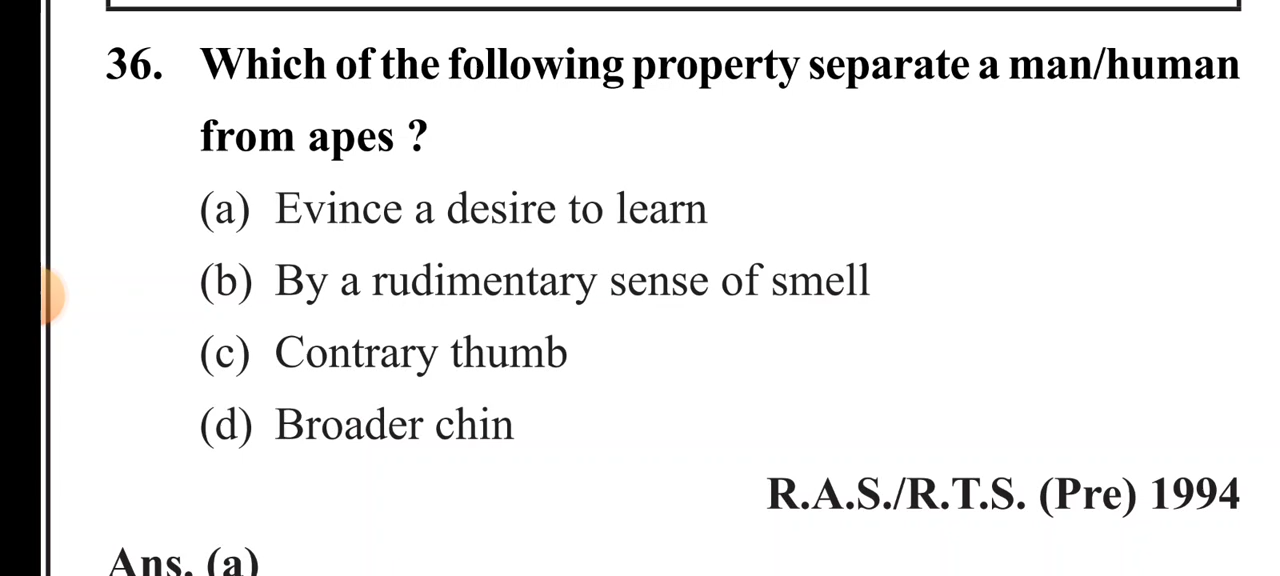 36. Which of the following property separate a man/human
from apes ?
(a) Evince a desire to learn
(b) By a rudimentary sense of smell
(c) Contrary thumb
(d) Broader chin
R.A.S./R.T.S. (Pre) 1994
Ans. (a)